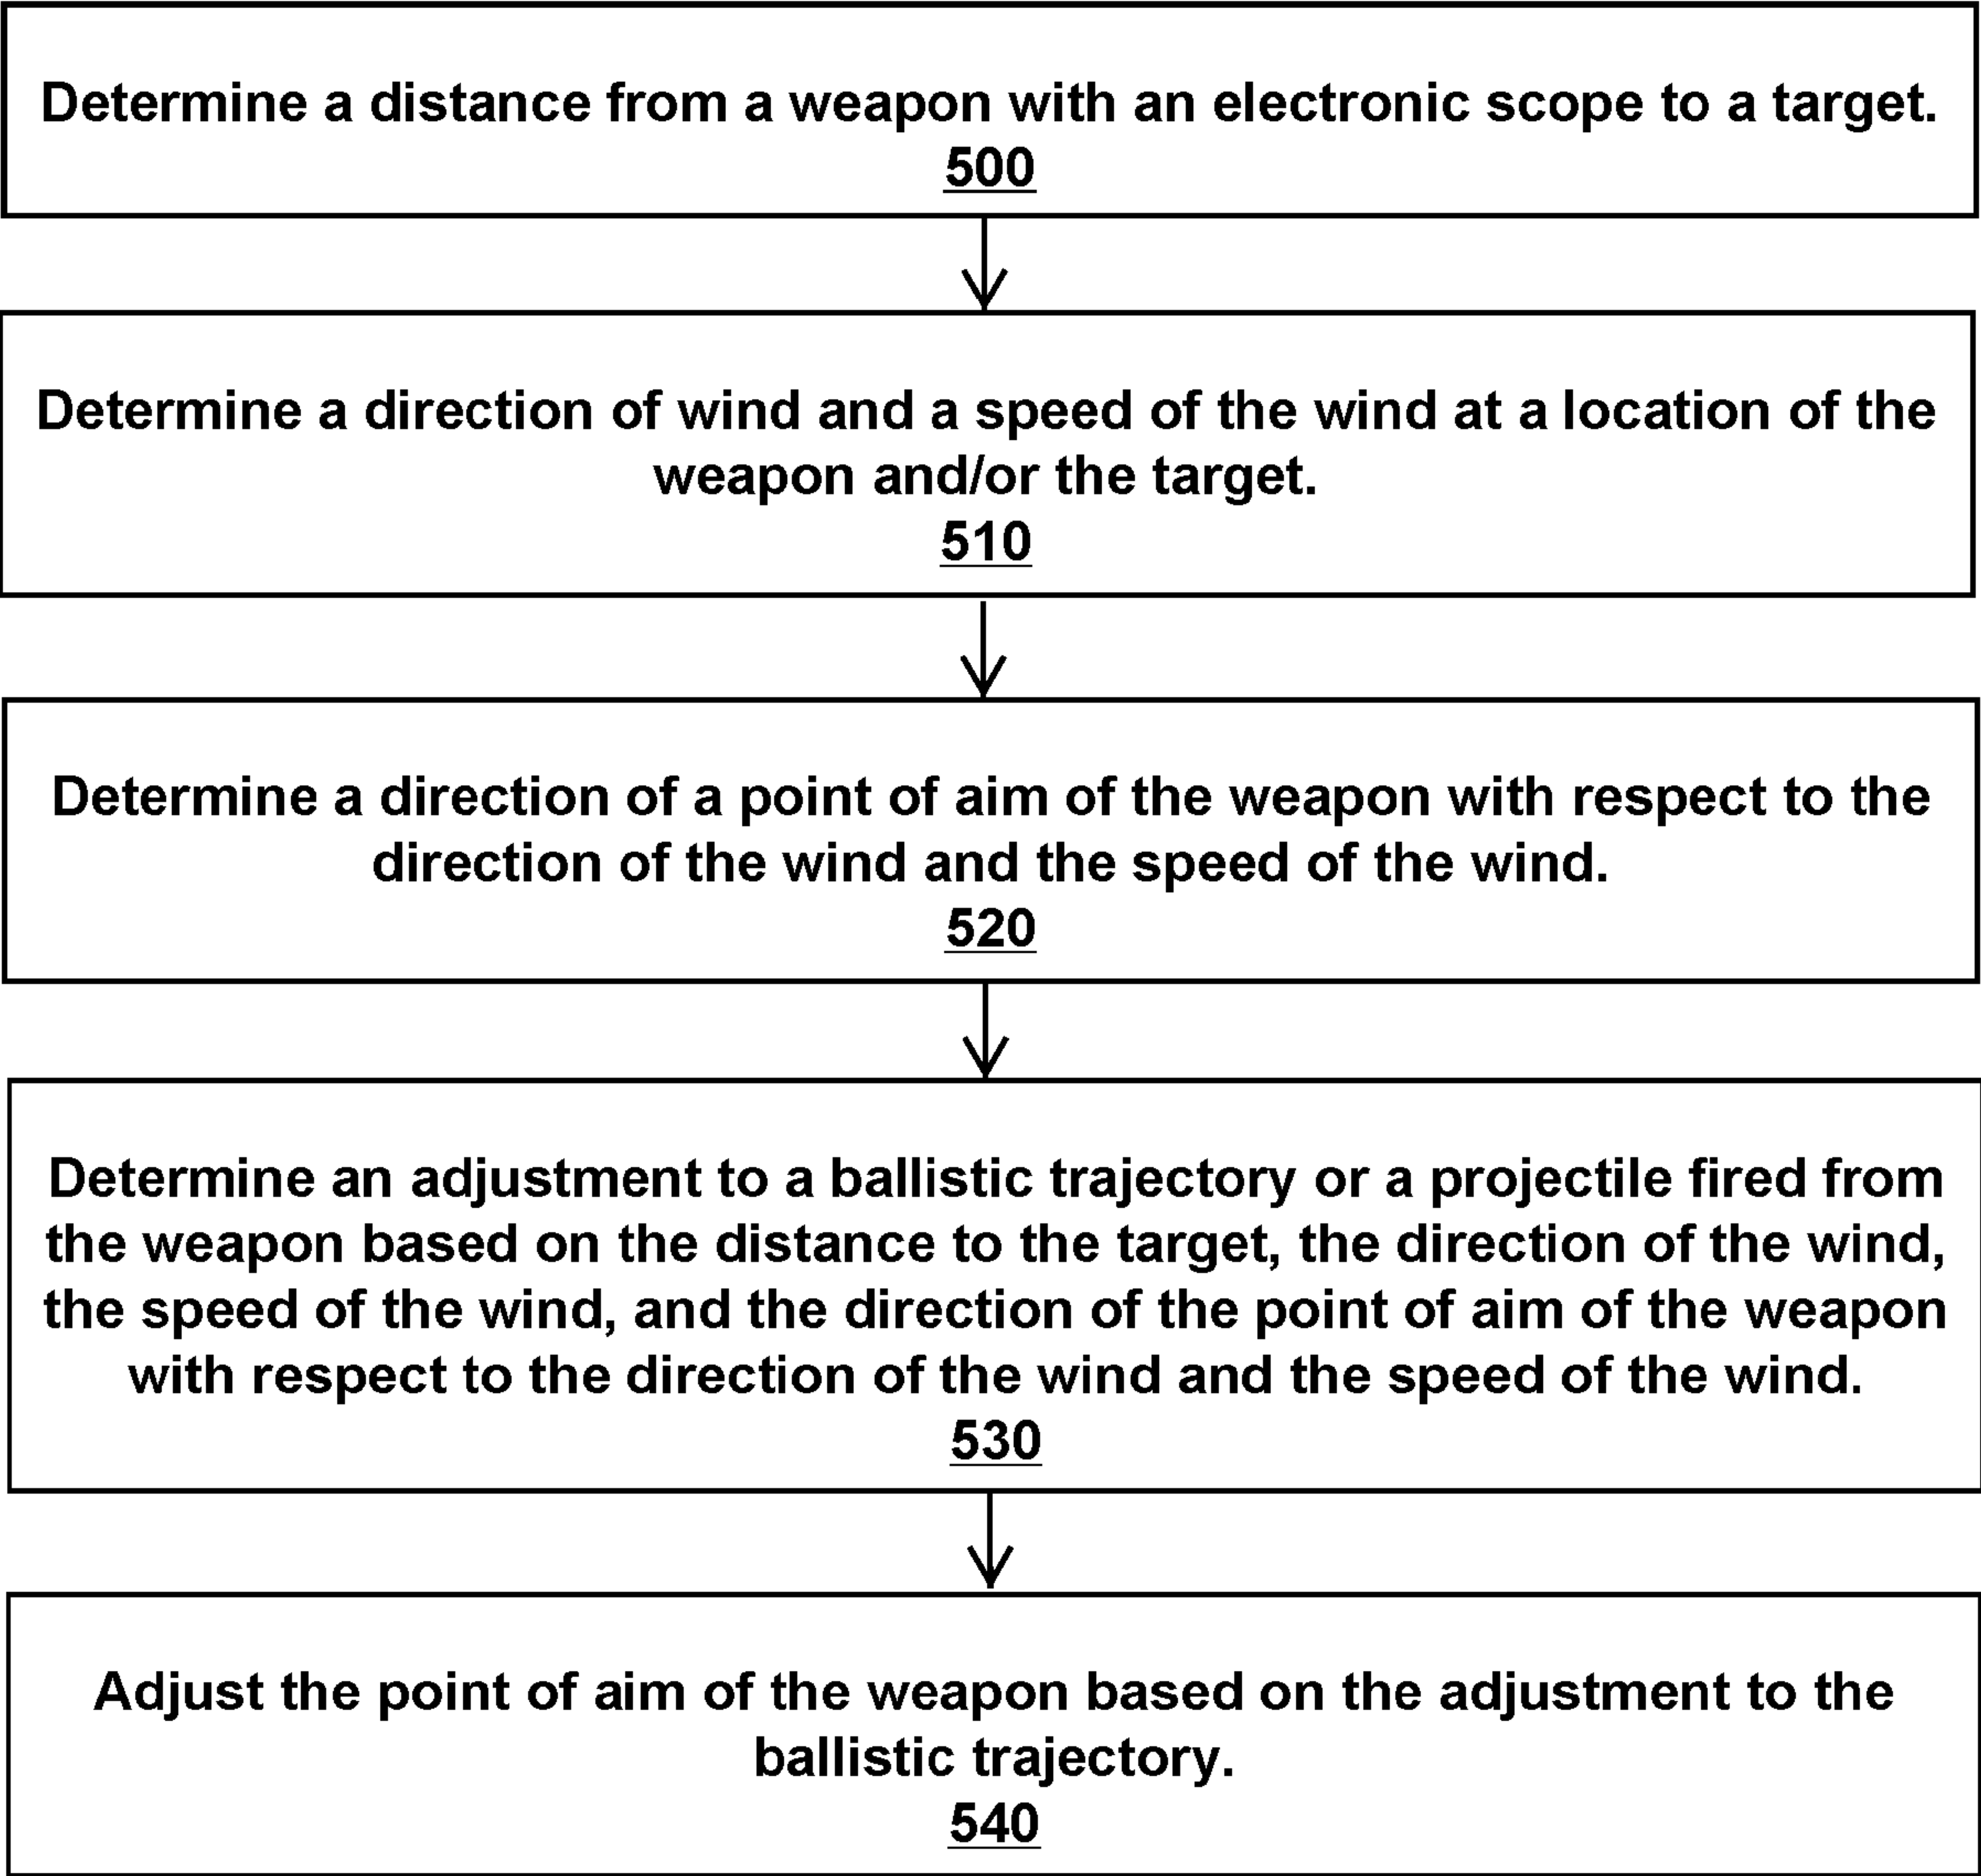 Determine a distance from a weapon with an electronic scope to a target.
500
Determine a direction of wind and a speed of the wind at a location of the
weapon and/or the target.
510
Determine a direction of a point of aim of the weapon with respect to the
direction of the wind and the speed of the wind.
520
Determine an adjustment to a ballistic trajectory or a projectile fired from
the weapon based on the distance to the target, the direction of the wind,
the speed of the wind, and the direction of the point of aim of the weapon
with respect to the direction of the wind and the speed of the wind.
530
Adjust the point of aim of the weapon based on the adjustment to the
ballistic trajectory.
540